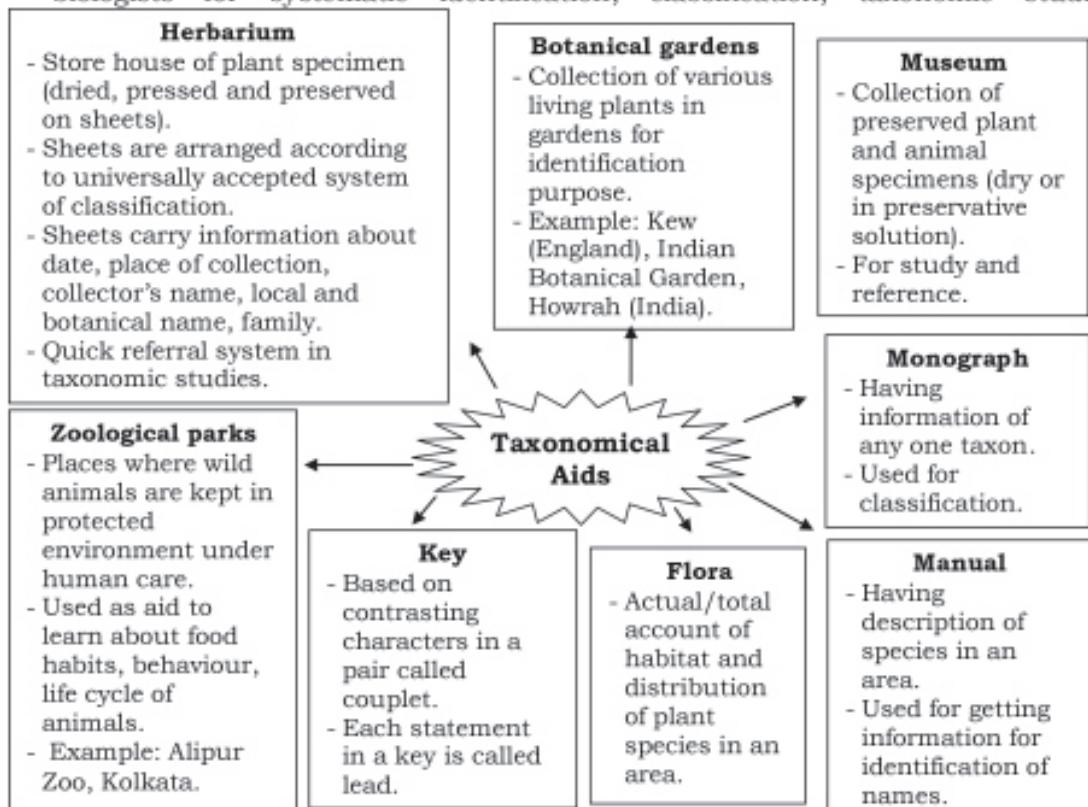 biologists for systematic identification, classification, taxonomic
Herbarium
- Store house of plant specimen
(dried, pressed and preserved
on sheets).
- Sheets are arranged according
to universally accepted system
of classification.
- Sheets carry information about
date, place of collection,
collector's name, local and
botanical name, family.
- Quick referral system in
taxonomic studies.
Botanical gardens
- Collection of various
living plants in
gardens for
identification
purpose.
- Example: Kew
(England), Indian
Botanical Garden,
Howrah (India).
Museum
- Collection of
preserved plant
and animal
specimens (dry or
in preservative
solution).
- For study and
reference.
Monograph
- Having
information of
any one taxon.
- Used for
classification.
Taxonomical
Aids
Zoological parks
- Places where wild
animals are kept in
protected
environment under
human care.
- Used as aid to
learn about food
habits, behaviour,
life cycle of
animals.
- Example: Alipur
Zoo, Kolkata.
Key
- Based on
contrasting
characters in a
pair called
couplet.
- Each statement
in a key is called
lead.
Flora
- Actual/total
account of
habitat and
distribution
of plant
species in an
area.
Manual
- Having
description of
species in an
area.
- Used for getting
information for
identification of
names.